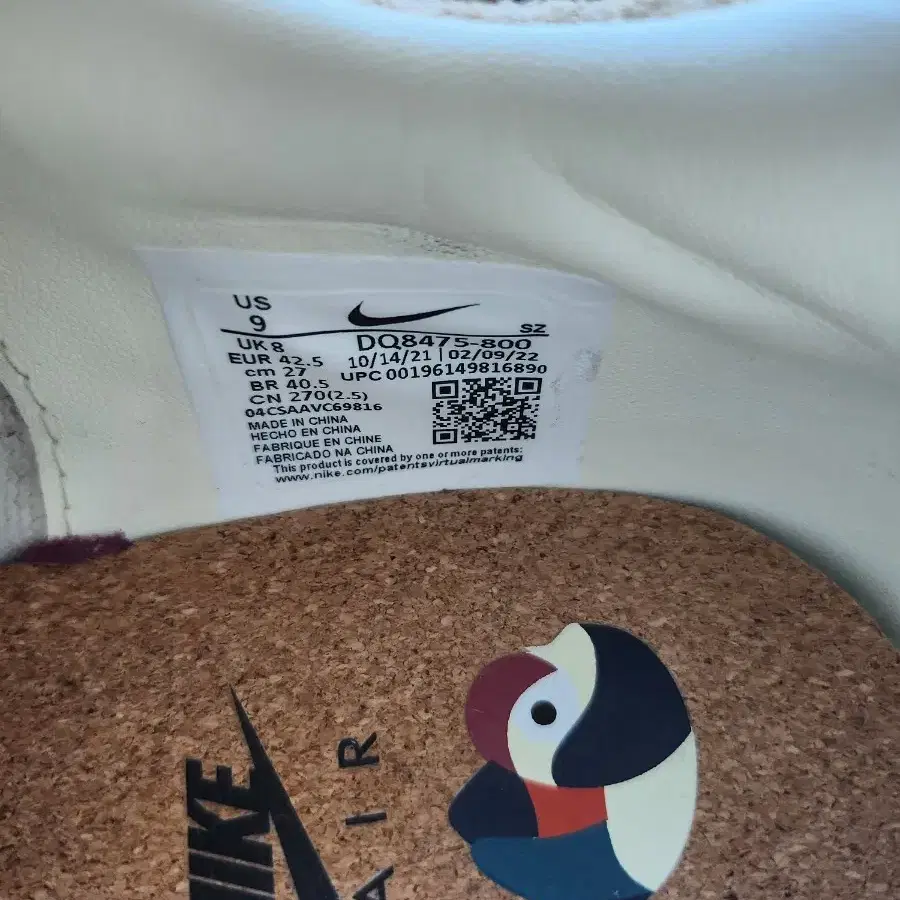 US
9
SZ
UK 8
DQ8475-800
EUR 42.5
10/14/21 | 02/09/22
cm 27
UPC 00196149816890
BR 40.5
CN 270(2.5)
04CSAAVC69816
MADE IN CHINA
HECHO EN CHINA
FABRIQUE EN CHINE
FABRICADO NA CHINA
This product is covered by one or more patents:
www.nike.com/patentsvirtualmarking
NIKE
AIR